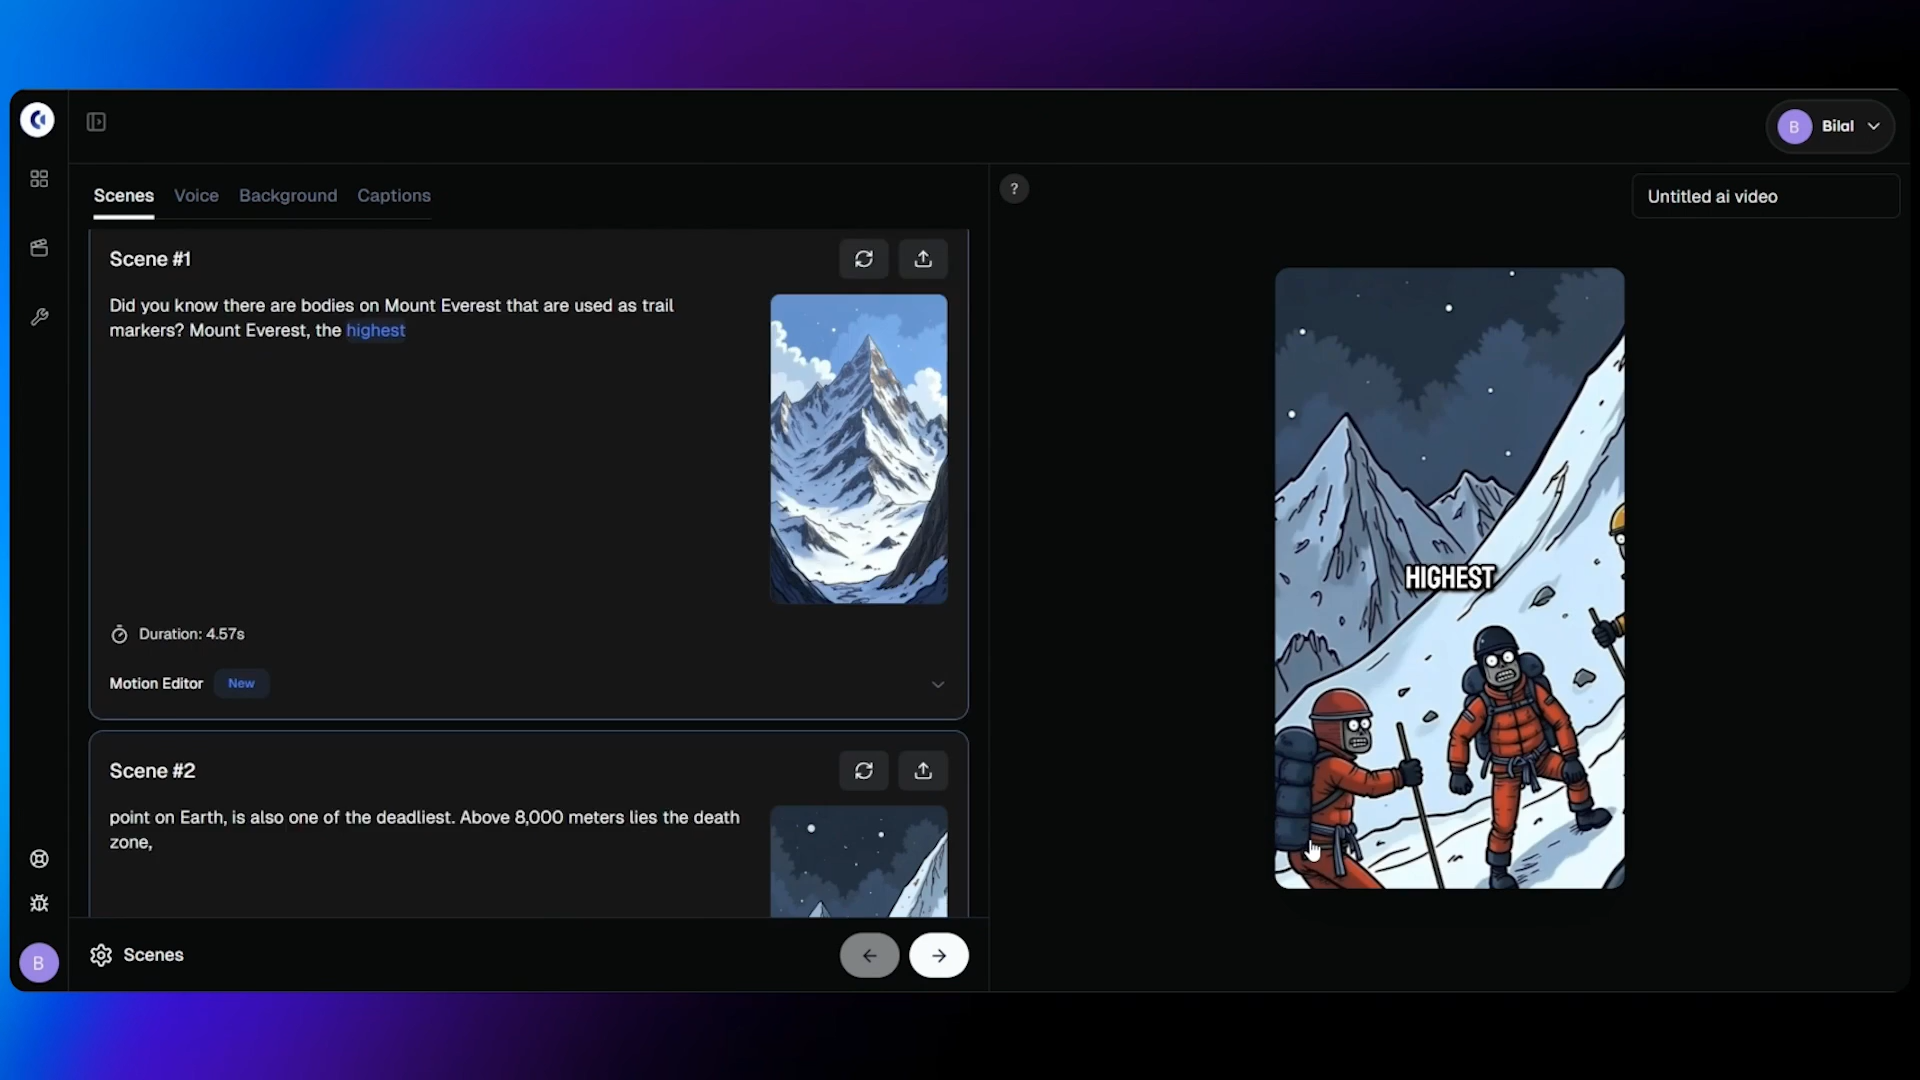 Bilal
B
Scenes Voice Background Captions
?
Untitled ai video
Scene #1
Did you know there are bodies on Mount Everest that are used as trail
markers? Mount Everest, the highest
HIGHEST
Duration: 4.57s
Motion Editor New
Scene #2
point on Earth, is also one of the deadliest. Above 8,000 meters lies the death
zone,
B
Scenes